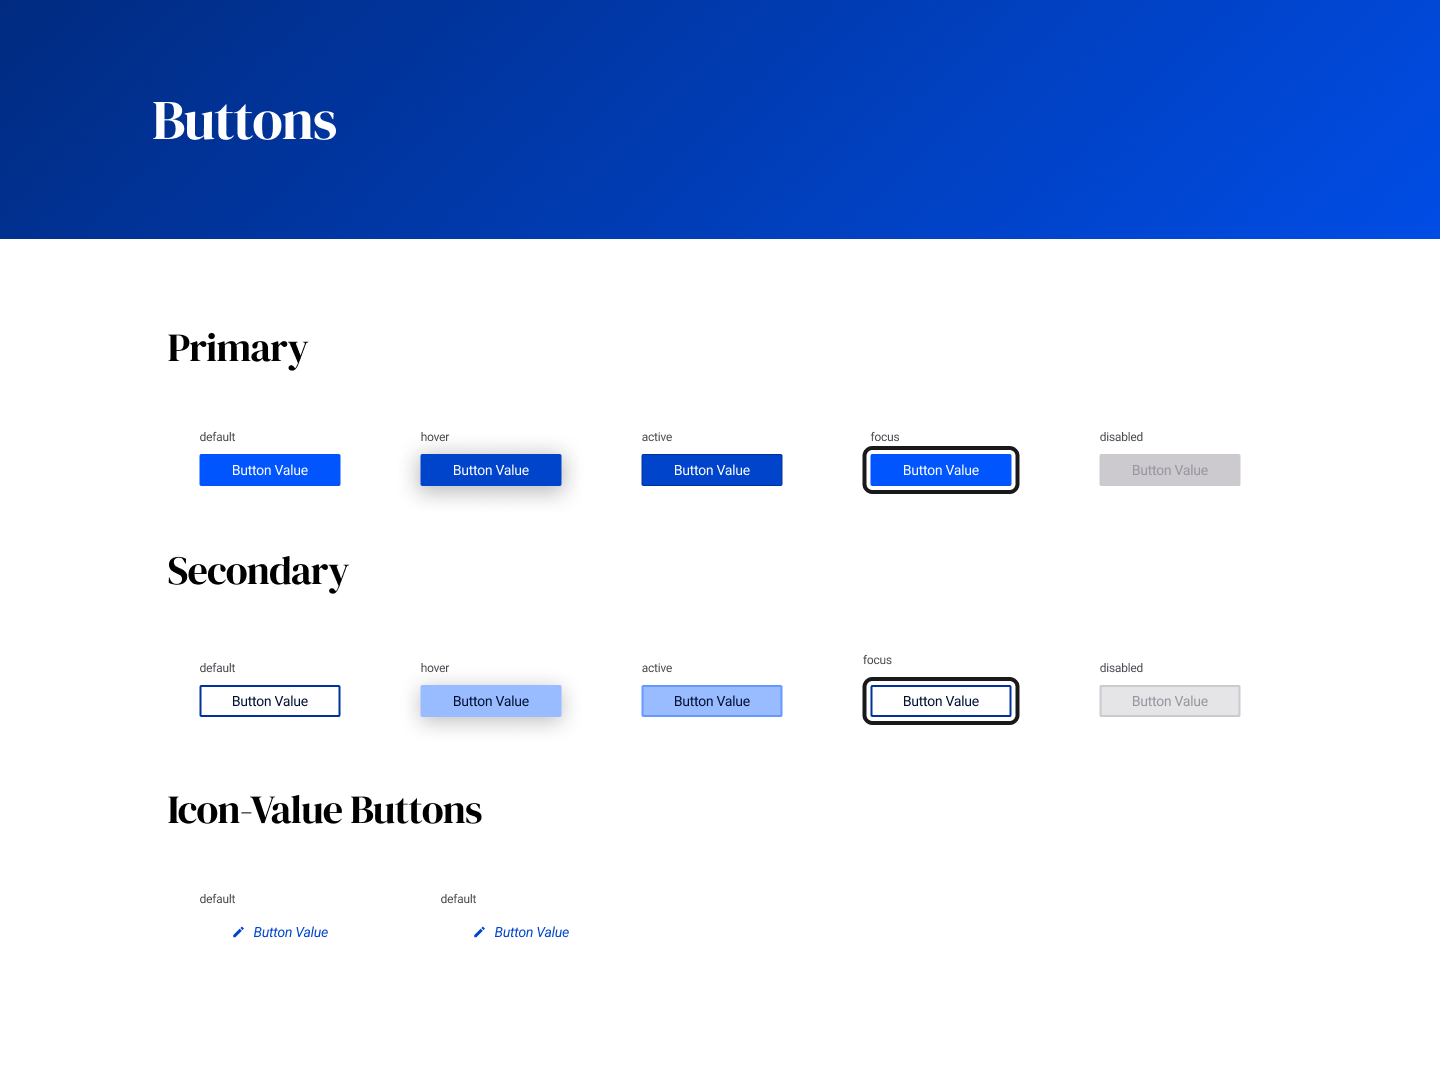 Buttons
Primary
default hover active focus disabled
Button Value Button Value Button Value Button Value Button Value
Secondary
default hover active focus disabled
Button Value Button Value Button Value Button Value Button Value
Icon-Value Buttons
default default
Button Value Button Value